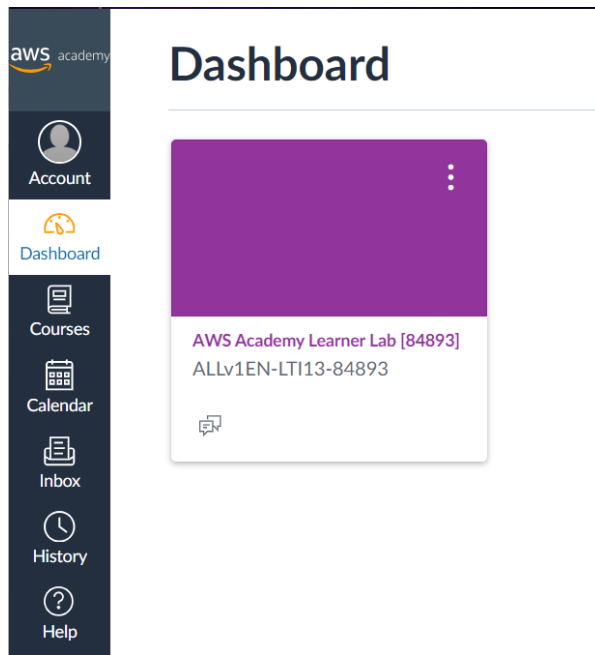 aws academy
Dashboard
Account
Dashboard
Courses
Calendar
Inbox
History
Help
AWS Academy Learner Lab [84893]
ALLv1EN-LTI13-84893